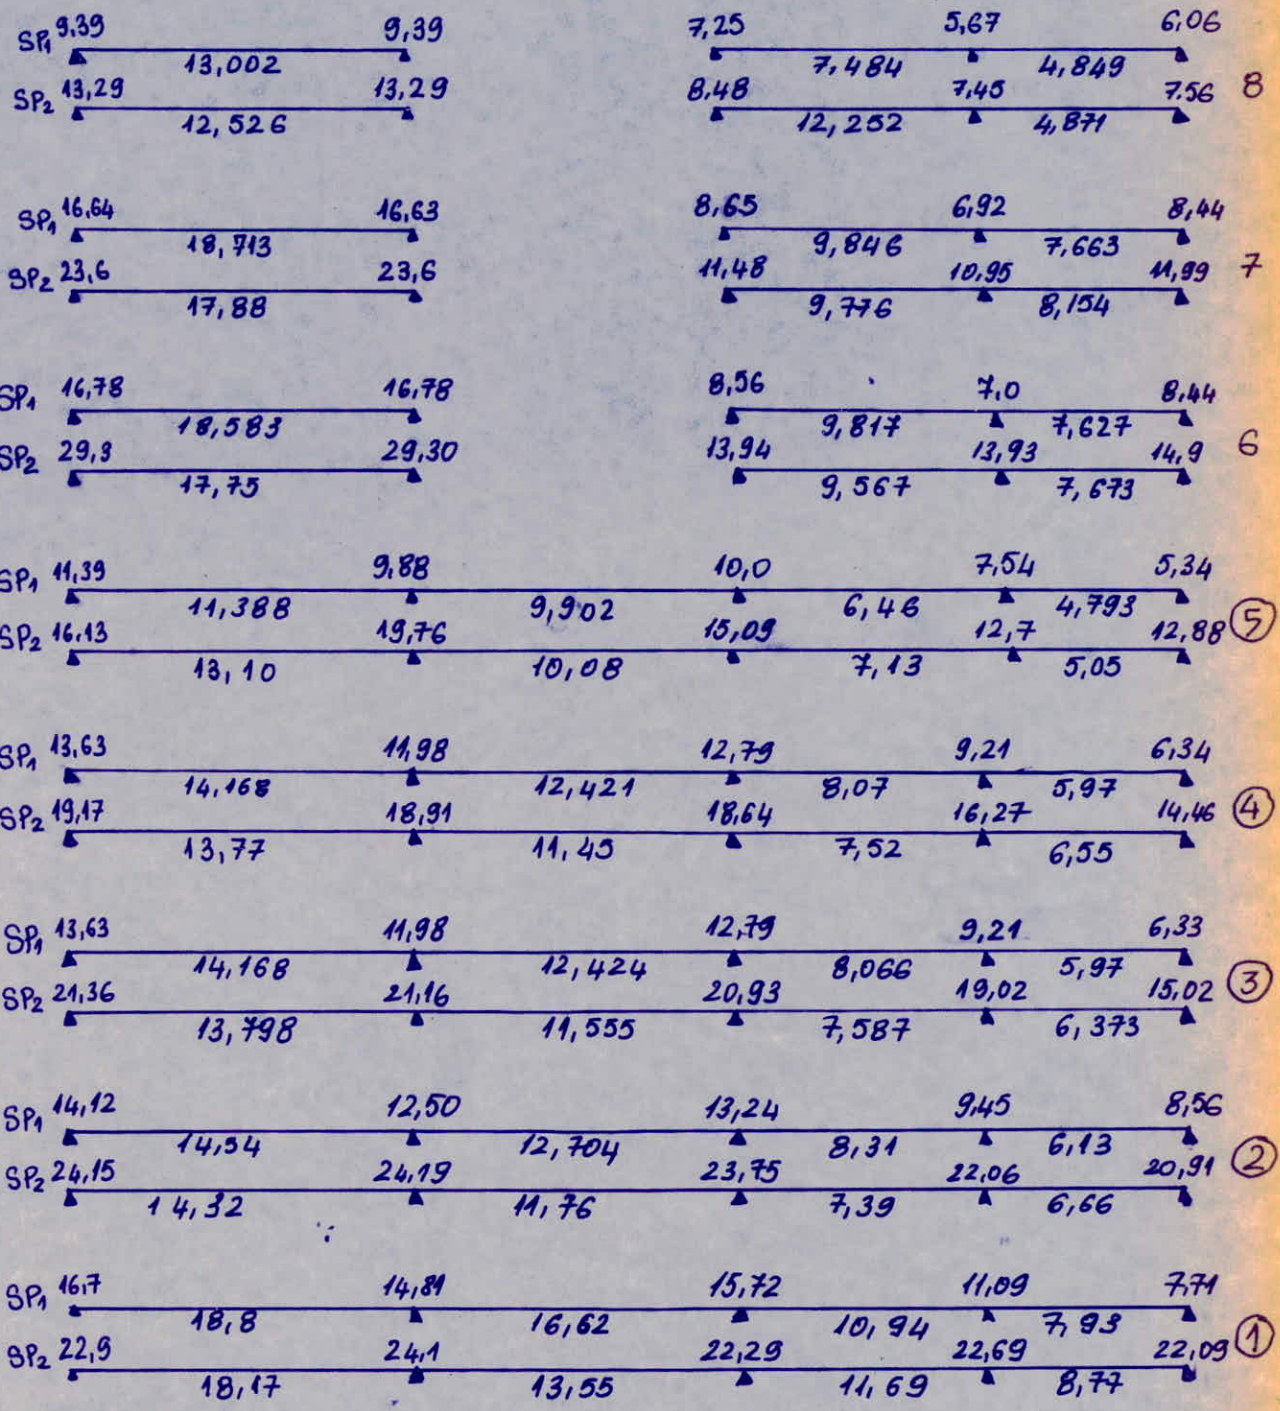 SP1 9,39 9,39 7,25 5,67 6,06
13,002 7,484 4,849
SP2 13,29 13,29 8,48 7,45 7.56 8
12,526 12,252 4,871
SP1 16,64 16,63 8,65 6,92 8,44
18,713 9,846 7,663
SP2 23,6 23,6 11,48 10,95 11,99 7
17,88 9,776 8,154
SP1 16,78 16,78 8,56 7,0 8,44
18,583 9,817 7,627
SP2 29,3 29,30 13,94 13,93 14,9 6
17,75 9,567 7,673
SP1 11,39 9,88 10,0 7,54 5,34
11,388 9,902 6,46 4,793
SP2 16,13 19,76 15,09 12,7 12,88 5
13,10 10,08 7,13 5,05
SP1 13,63 11,98 12,79 9,21 6,34
14,168 12,421 8,07 5,97
SP2 19,17 18,91 18,64 16,27 14,46 4
13,77 11,45 7,52 6,55
SP1 13,63 11,98 12,79 9,21 6,33
14,168 12,424 8,066 5,97
SP2 21,36 21,16 20,93 19,02 15,02 3
13,798 11,555 7,587 6,373
SP1 14,12 12,50 13,24 9,45 8,56
14,54 12,704 8,31 6,13
SP2 24,15 24,19 23,75 22,06 20,91 2
14,32 11,76 7,39 6,66
SP1 16,7 14,81 15,72 11,09 7,71
18,8 16,62 10,94 7,93
SP2 22,9 24,1 22,29 22,69 22,09 1
18,17 13,55 11,69 8,77